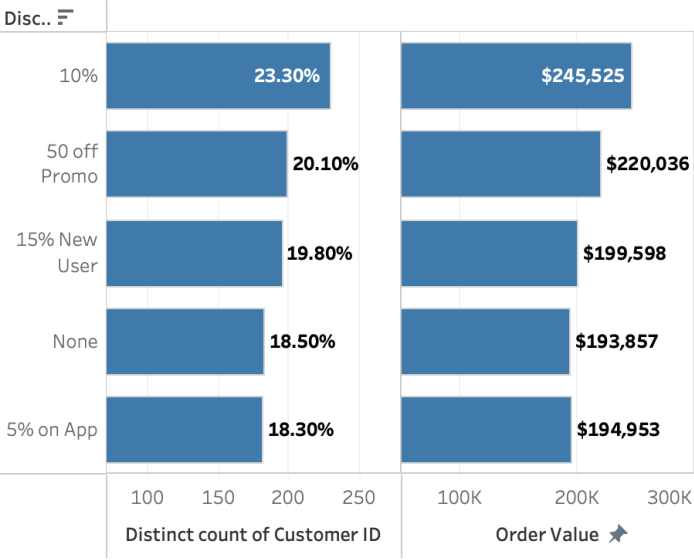 Disc..
10%
23.30%
$245,525
50 off
Promo
20.10%
$220,036
15% New
User
19.80%
$199,598
None
18.50%
$193,857
5% on App
18.30%
$194,953
100 150 200 250
100K 200K 300K
Distinct count of Customer ID
Order Value